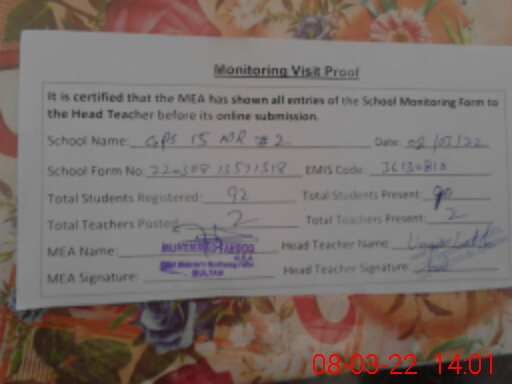 Monitoring Visit Proof
It is certified that the MEA has shown all entries of the School Monitoring Form to
the Head Teacher before its online submission.
School Name: GPS 15 MR #2 Date: 08/03/22
School Form No: EMIS Code: 36130810
Total Students Registered: 92 Total Students Present: 90
Total Teachers Posted: 2 Total Teachers Present: 2
MEA Name: Head Teacher Name:
MEA Signature: Head Teacher Signature:
MULTAN
08-03-22 14:01